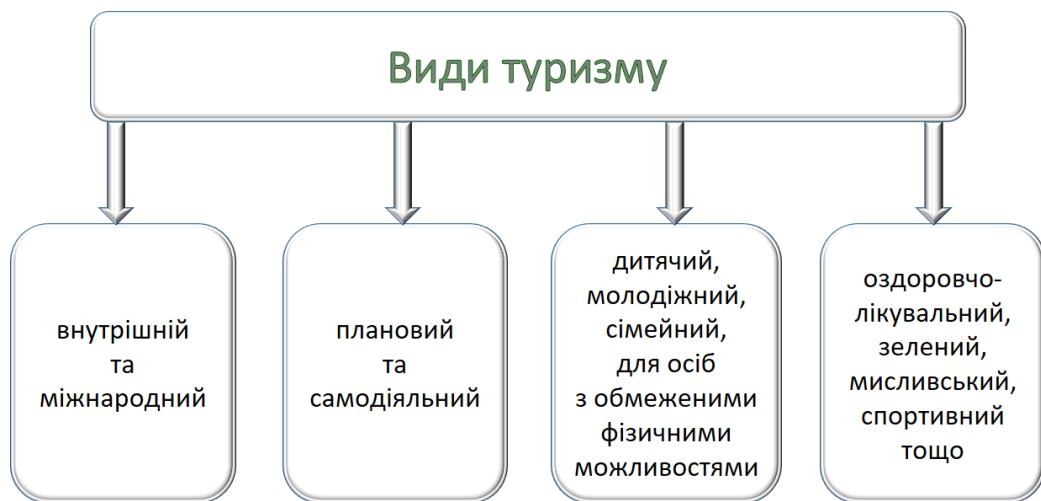 Види туризму
внутрішній
та
міжнародний
плановий
та
самодіяльний
дитячий,
молодіжний,
сімейний,
для осіб
з обмеженими
фізичними
можливостями
оздоровчо-
лікувальний,
зелений,
мисливський,
спортивний
тощо